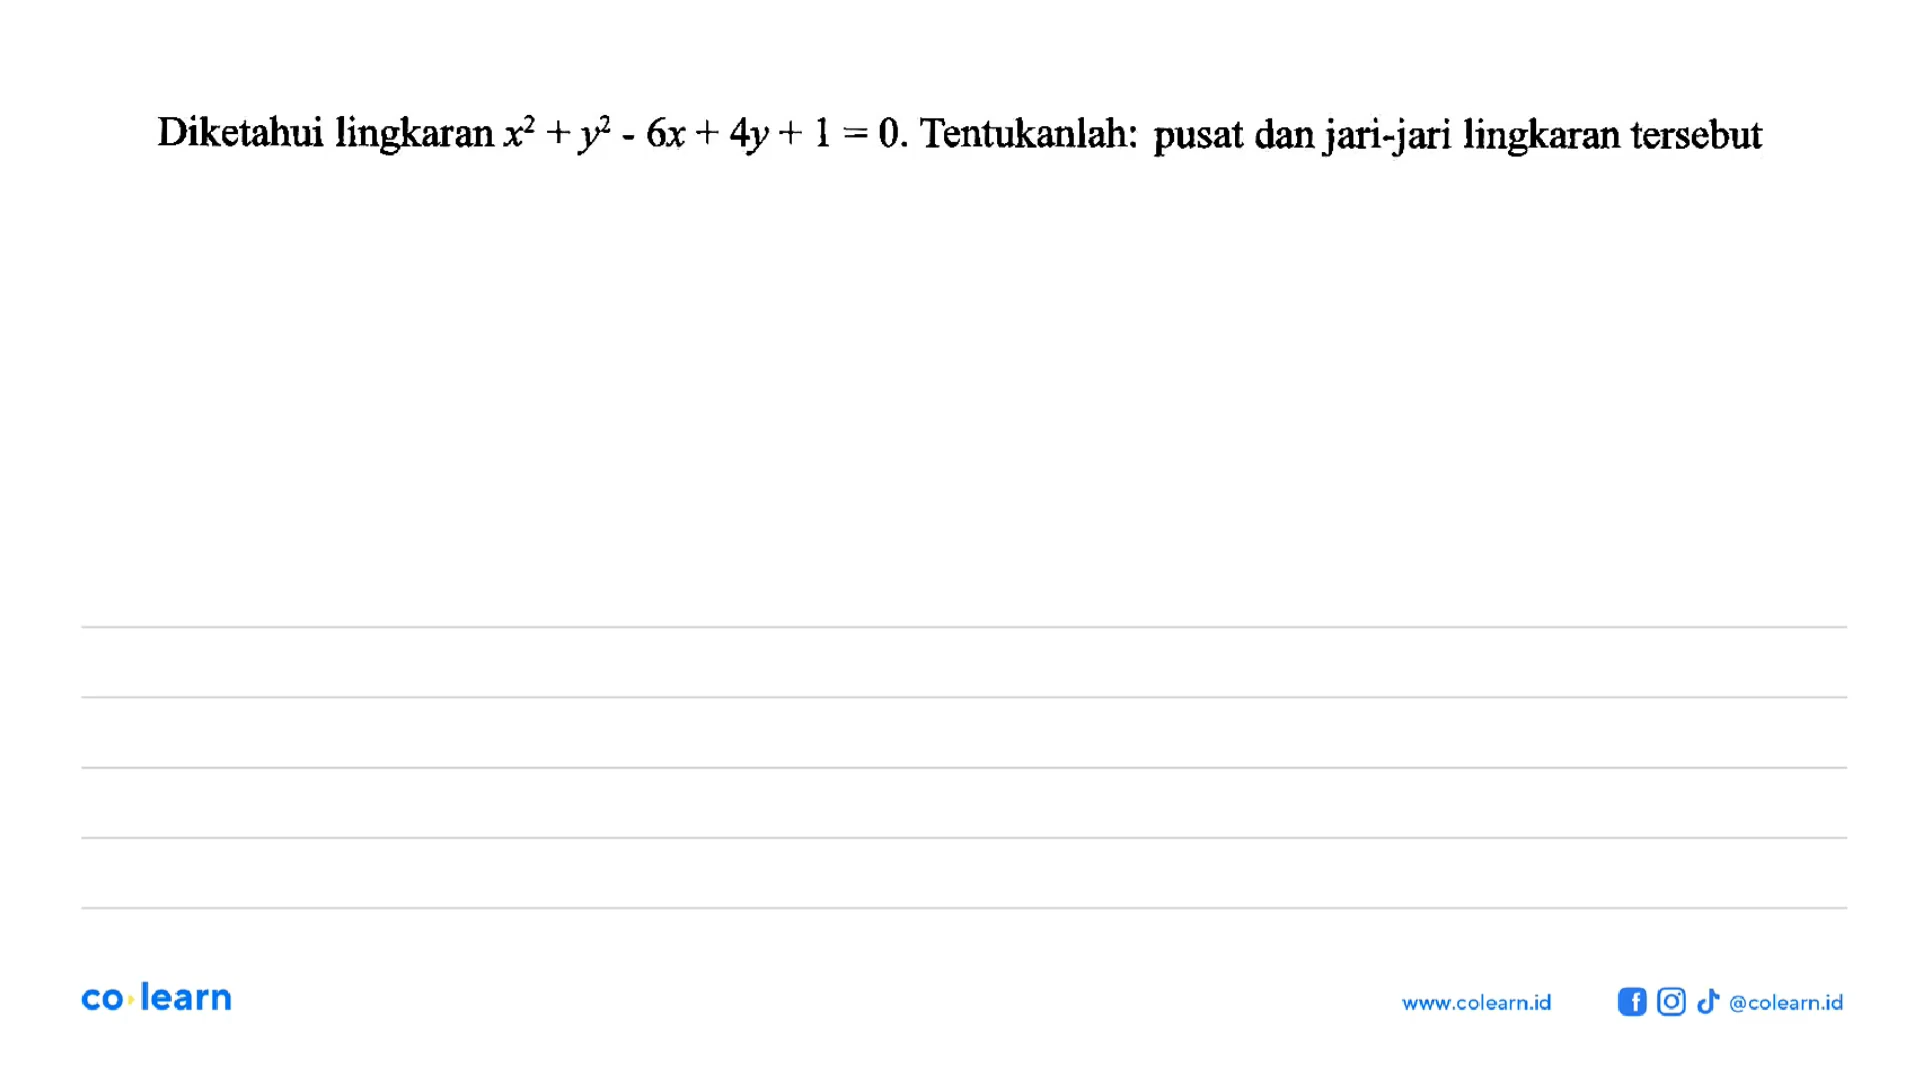 Diketahui lingkaran x² + y² - 6x + 4y + 1 = 0. Tentukanlah: pusat dan jari-jari lingkaran tersebut
co learn
www.colearn.id @colearn.id